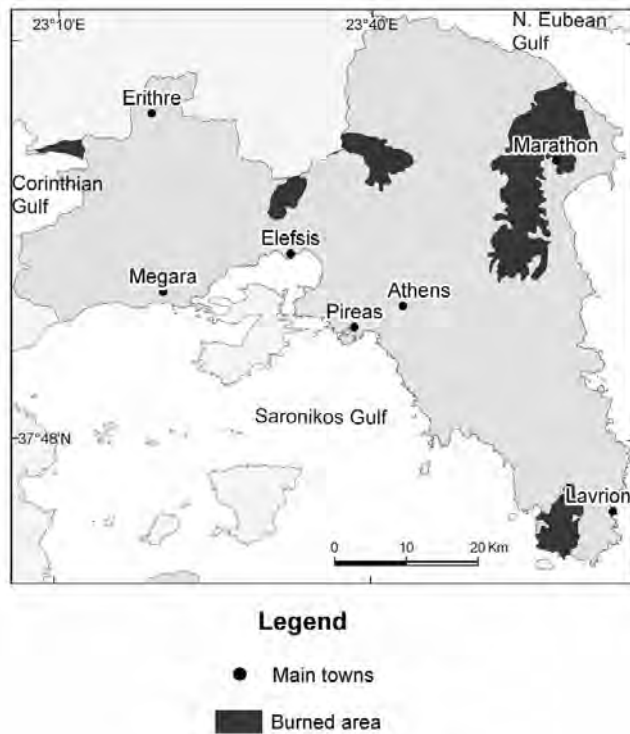 23°10'E
23°40'E
N. Eubean
Gulf
Erithre
Marathon
Corinthian
Gulf
Elefsis
Megara
Athens
Pireas
37°48'N
Saronikos Gulf
Lavrion
0 10 20 Km
Legend
Main towns
Burned area